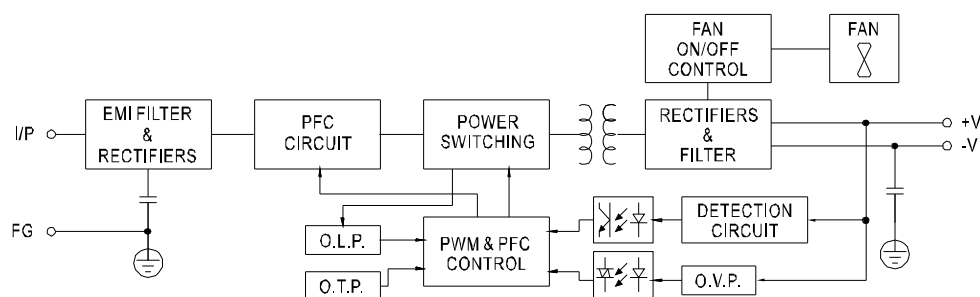 FAN
ON/OFF
CONTROL
FAN
I/P
EMI FILTER
&
RECTIFIERS
PFC
CIRCUIT
POWER
SWITCHING
RECTIFIERS
&
FILTER
+V
-V
FG
O.L.P.
O.T.P.
PWM & PFC
CONTROL
DETECTION
CIRCUIT
O.V.P.